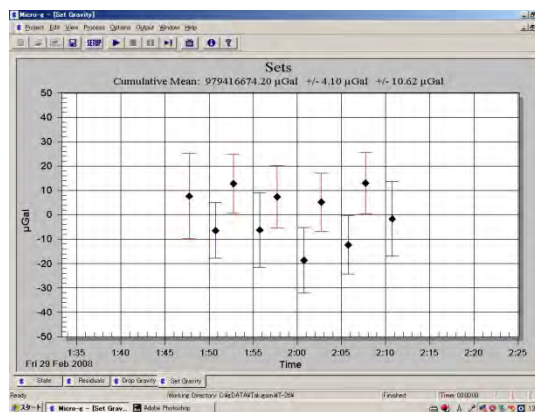 Micro-g - [Set Gravity]
Project Edit View Process Options Output Window Help
SETUP
Sets
Cumulative Mean: 979416674.20 µGal +/- 4.10 µGal +/- 10.62 µGal
50
40
30
20
10
0
-10
-20
-30
-40
-50
µGal
1:35 1:40 1:45 1:50 1:55 2:00 2:05 2:10 2:15 2:20 2:25
Fri 29 Feb 2008
Time
State Residuals Drop Gravity Set Gravity
Ready Working Directory: Finished Time: 00:00:00
スタート Micro-g - [Set Grav... Adobe Photoshop